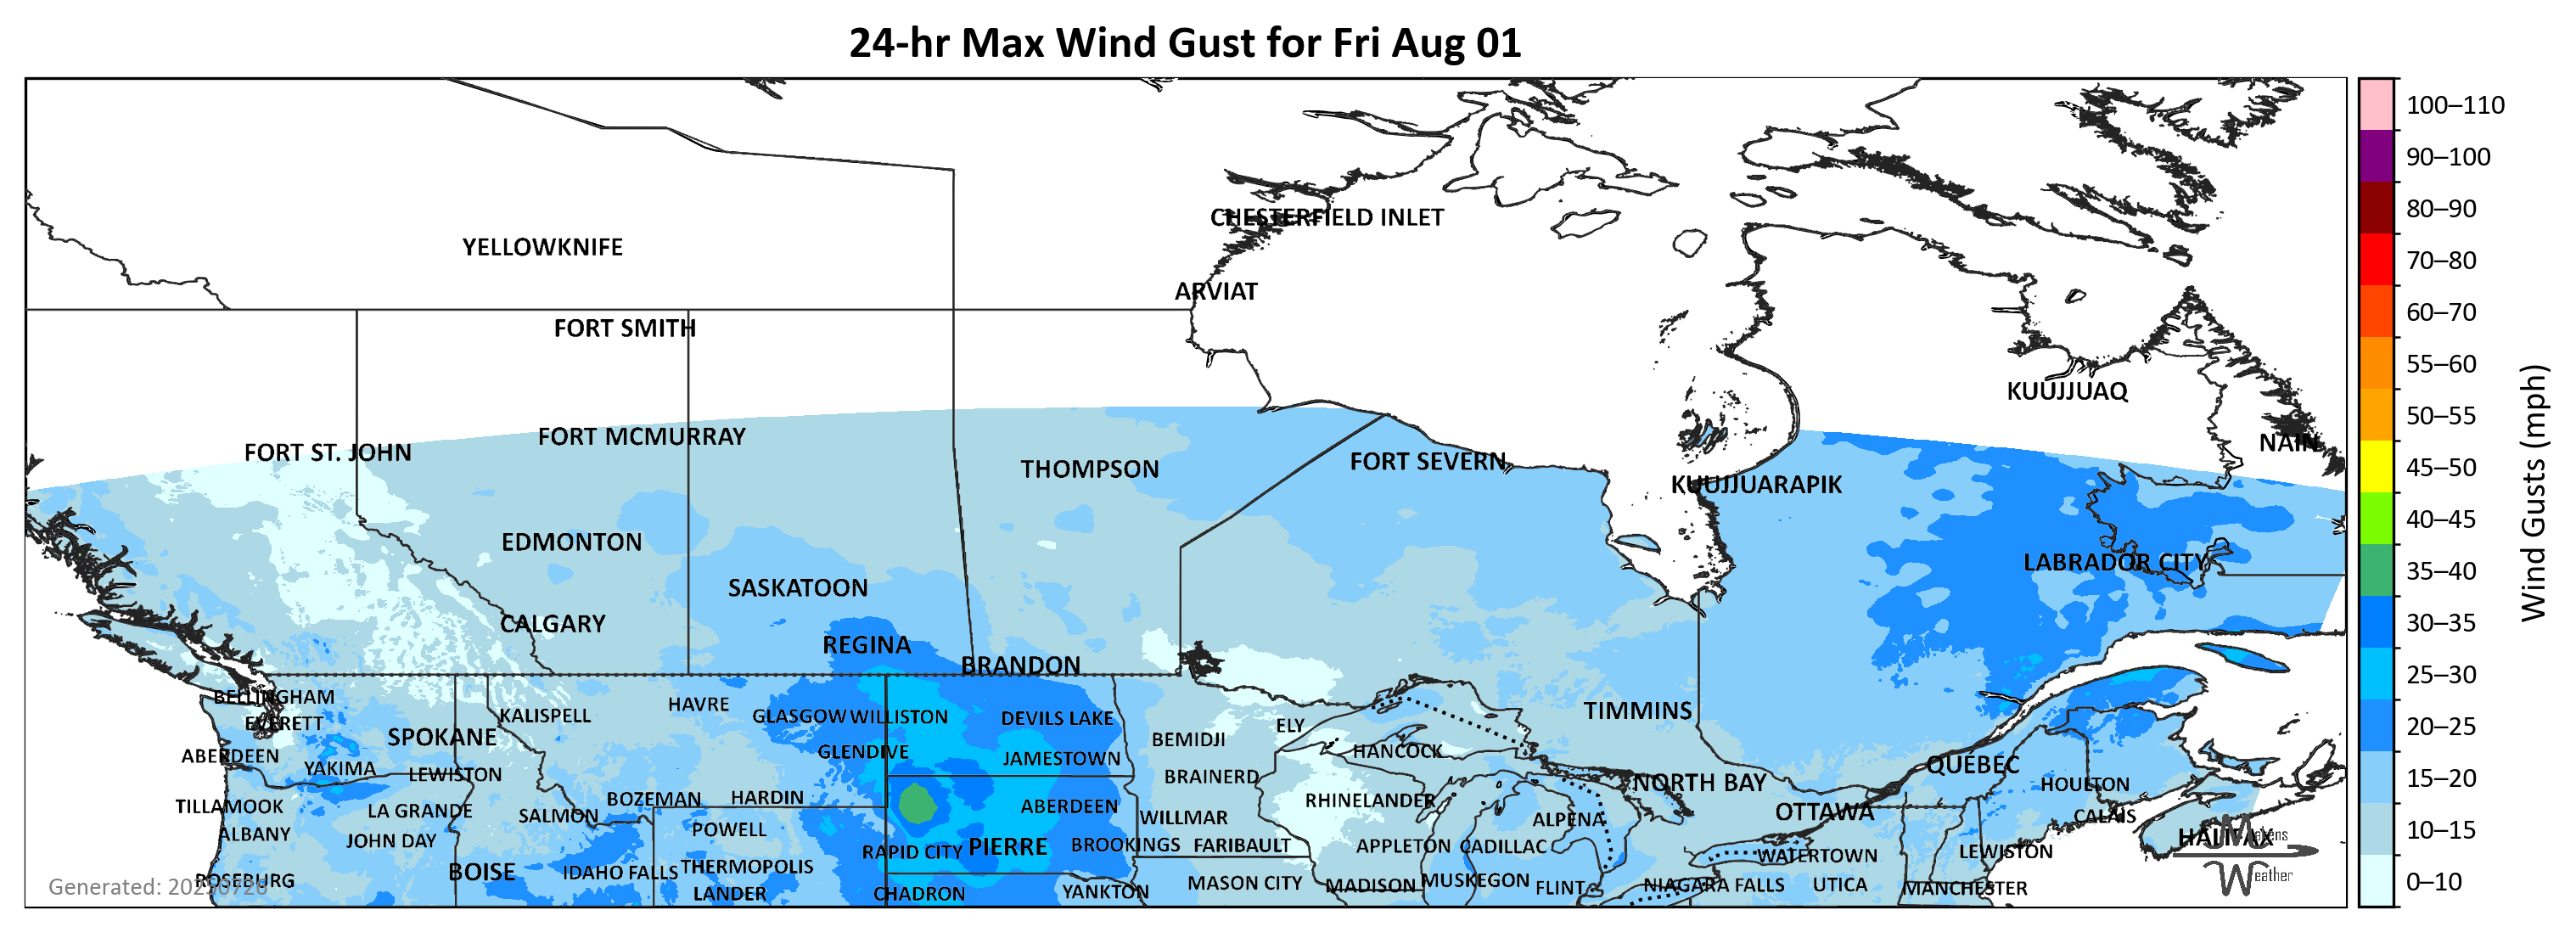 24-hr Max Wind Gust for Fri Aug 01
100–110
90–100
CHESTERFIELD INLET
80–90
YELLOWKNIFE
70–80
ARVIAT
60–70
FORT SMITH
55–60
KUUJJUAQ
50–55
FORT MCMURRAY
NAIN
FORT ST. JOHN
FORT SEVERN
THOMPSON
45–50
KUUJJUARAPIK
40–45
Wind Gusts (mph)
EDMONTON
LABRADOR CITY
35–40
SASKATOON
CALGARY
30–35
REGINA
BRANDON
25–30
BELLINGHAM
HAVRE
KALISPELL
GLASGOW WILLISTON
DEVILS LAKE
TIMMINS
EVERETT
ELY
20–25
SPOKANE
BEMIDJI
ABERDEEN
GLENDIVE
JAMESTOWN
HANCOCK
YAKIMA
LEWISTON
BRAINERD
QUEBEC
15–20
NORTH BAY
HOULTON
TILLAMOOK
LA GRANDE
BOZEMAN
HARDIN
ABERDEEN
RHINELANDER
SALMON
WILLMAR
ALPENA
OTTAWA
CALAIS
ALBANY
JOHN DAY
POWELL
10–15
HALIFAX
Makens
Weather
RAPID CITY
PIERRE
BROOKINGS
FARIBAULT
APPLETON
CADILLAC
WATERTOWN
LEWISTON
BOISE
IDAHO FALLS
THERMOPOLIS
ROSEBURG
LANDER
CHADRON
YANKTON
MASON CITY
MADISON
MUSKEGON
FLINT
NIAGARA FALLS
UTICA
MANCHESTER
0–10
Generated: 20250726